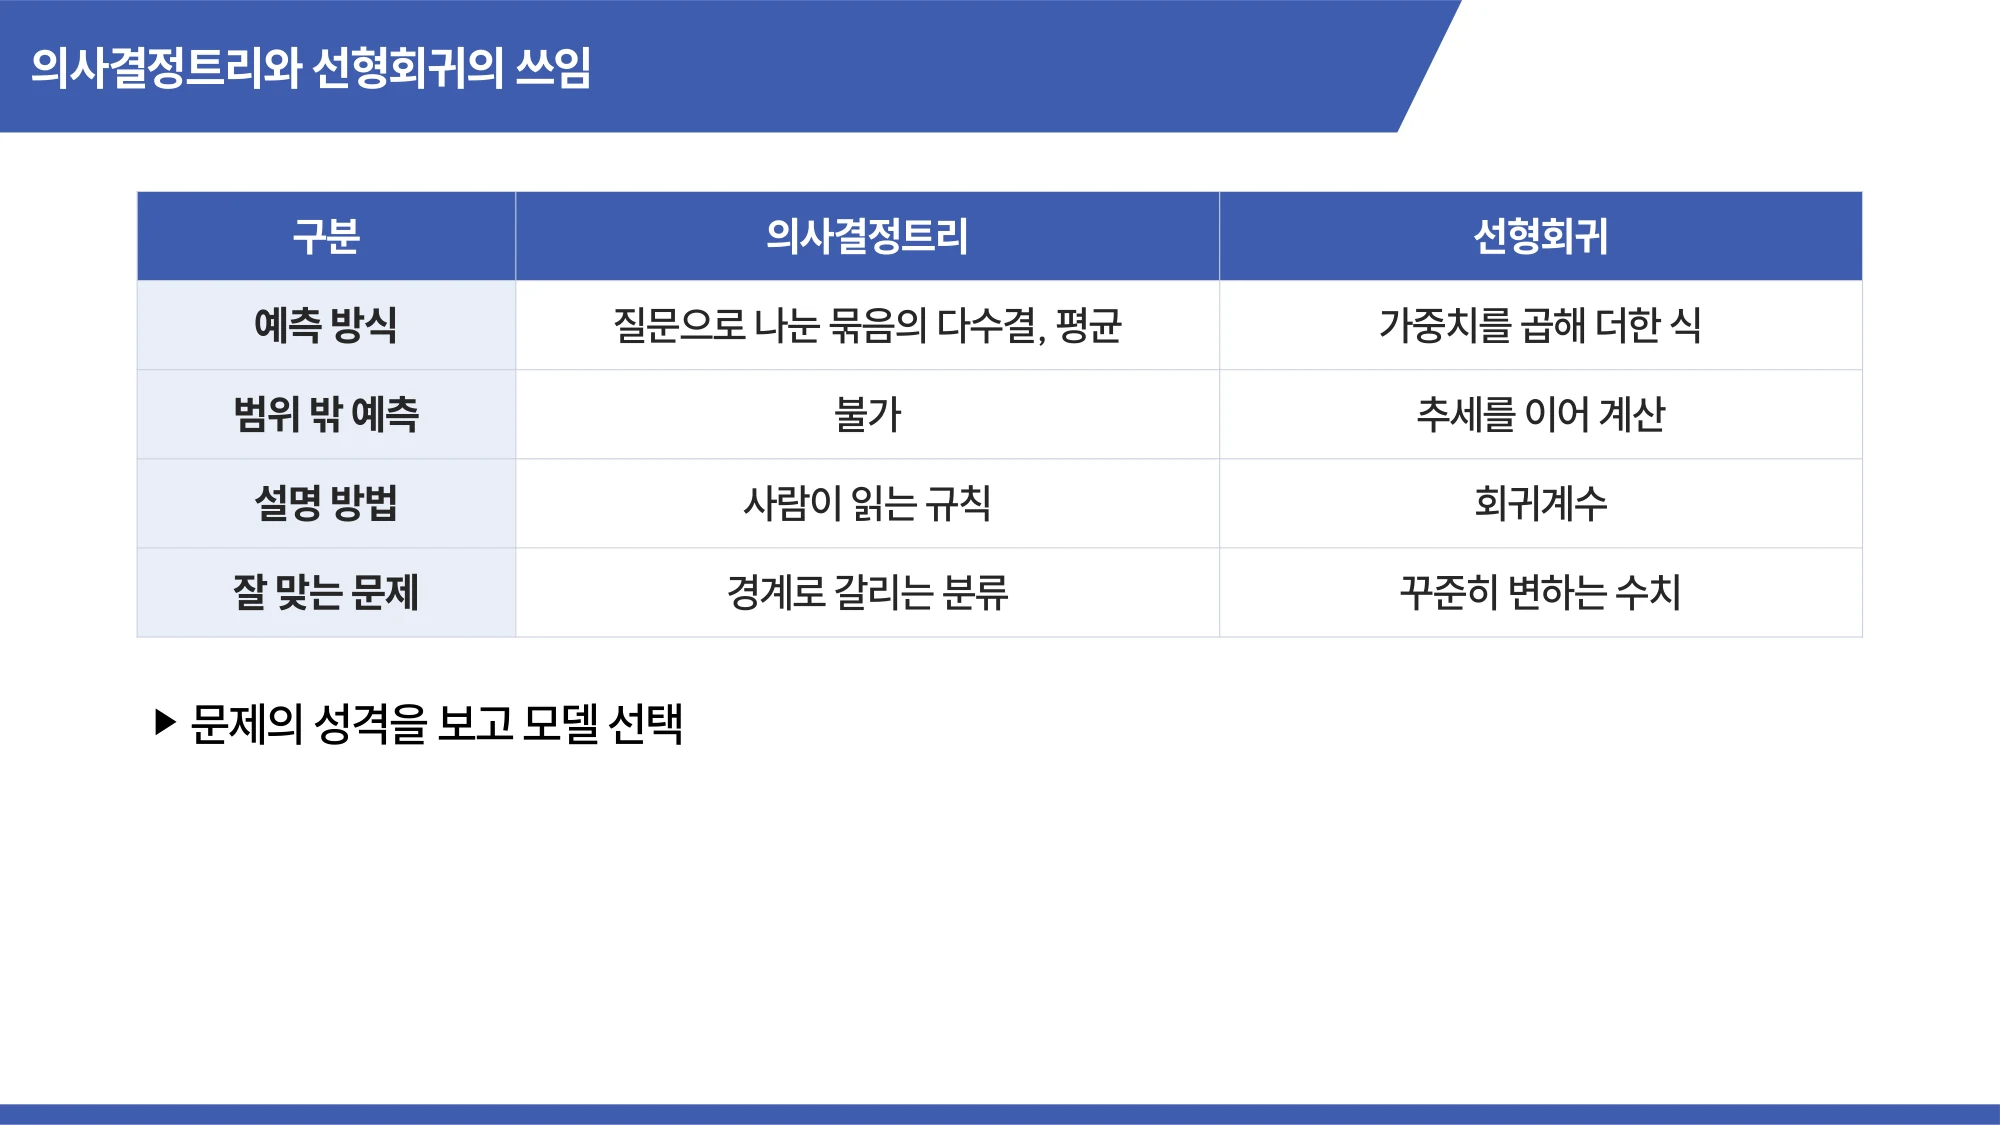 의사결정트리와 선형회귀의 쓰임
구분 의사결정트리 선형회귀
예측 방식 질문으로 나눈 묶음의 다수결, 평균 가중치를 곱해 더한 식
범위 밖 예측 불가 추세를 이어 계산
설명 방법 사람이 읽는 규칙 회귀계수
잘 맞는 문제 경계로 갈리는 분류 꾸준히 변하는 수치
▶ 문제의 성격을 보고 모델 선택